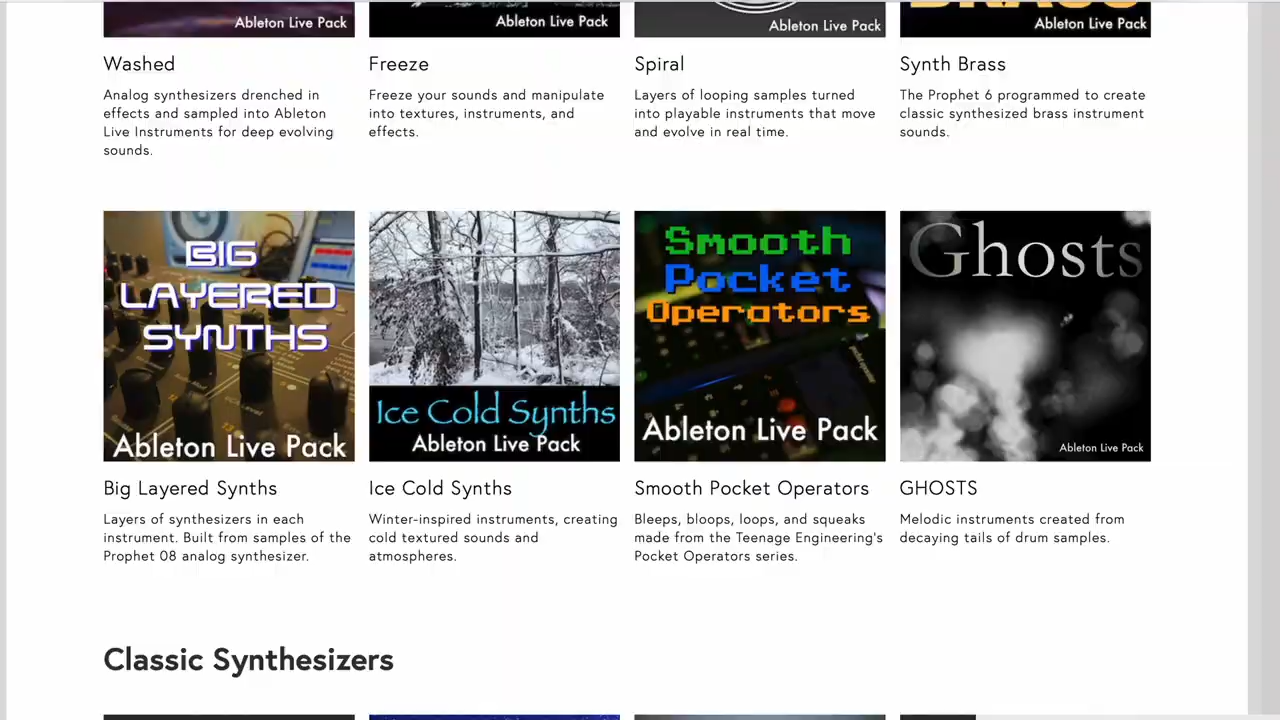 Ableton Live Pack
Ableton Live Pack
Ableton Live Pack
Ableton Live Pack
Washed
Analog synthesizers drenched in
effects and sampled into Ableton
Live Instruments for deep evolving
sounds.
Freeze
Freeze your sounds and manipulate
into textures, instruments, and
effects.
Spiral
Layers of looping samples turned
into playable instruments that move
and evolve in real time.
Synth Brass
The Prophet 6 programmed to create
classic synthesized brass instrument
sounds.
BIG
LAYERED
SYNTHS
Ableton Live Pack
Big Layered Synths
Layers of synthesizers in each
instrument. Built from samples of the
Prophet 08 analog synthesizer.
Ice Cold Synths
Ableton Live Pack
Ice Cold Synths
Winter-inspired instruments, creating
cold textured sounds and
atmospheres.
Smooth
Pocket
Operators
Ableton Live Pack
Smooth Pocket Operators
Bleeps, bloops, loops, and squeaks
made from the Teenage Engineering's
Pocket Operators series.
Ghosts
Ableton Live Pack
GHOSTS
Melodic instruments created from
decaying tails of drum samples.
Classic Synthesizers